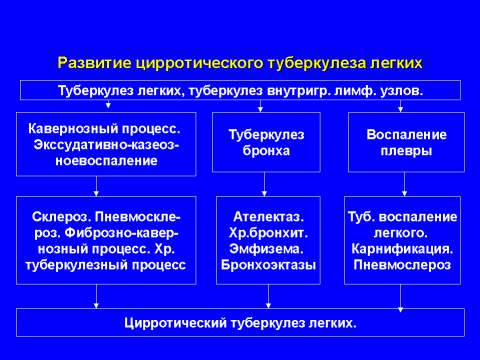 Развитие цирротического туберкулеза легких
Туберкулез легких, туберкулез внутригр. лимф. узлов.
Кавернозный процесс.
Экссудативно-казеоз-
ноевоспаление
Туберкулез
бронха
Воспаление
плевры
Склероз. Пневмоскле-
роз. Фиброзно-кавер-
нозный процесс. Хр.
туберкулезный процесс
Ателектаз.
Хр.бронхит.
Эмфизема.
Бронхоэктазы
Туб. воспаление
легкого.
Карнификация.
Пневмослероз
Цирротический туберкулез легких.